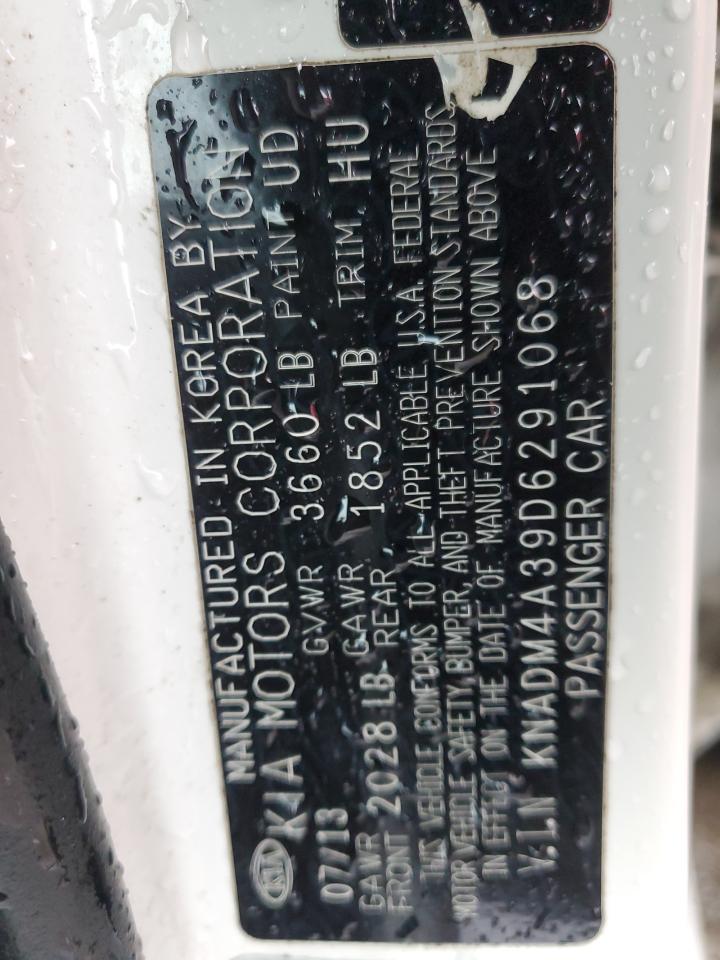 MANUFACTURED IN KOREA BY
KIA KIA MOTORS CORPORATION
07/13 GVWR 3660 LB PAINT UD
GAWR FRONT 2028 LB GAWR REAR 1852 LB TRIM HU
THIS VEHICLE CONFORMS TO ALL APPLICABLE U.S.A. FEDERAL
MOTOR VEHICLE SAFETY, BUMPER, AND THEFT PREVENTION STANDARDS
IN EFFECT ON THE DATE OF MANUFACTURE SHOWN ABOVE
V.I.N KNADM4A39D6291068
PASSENGER CAR